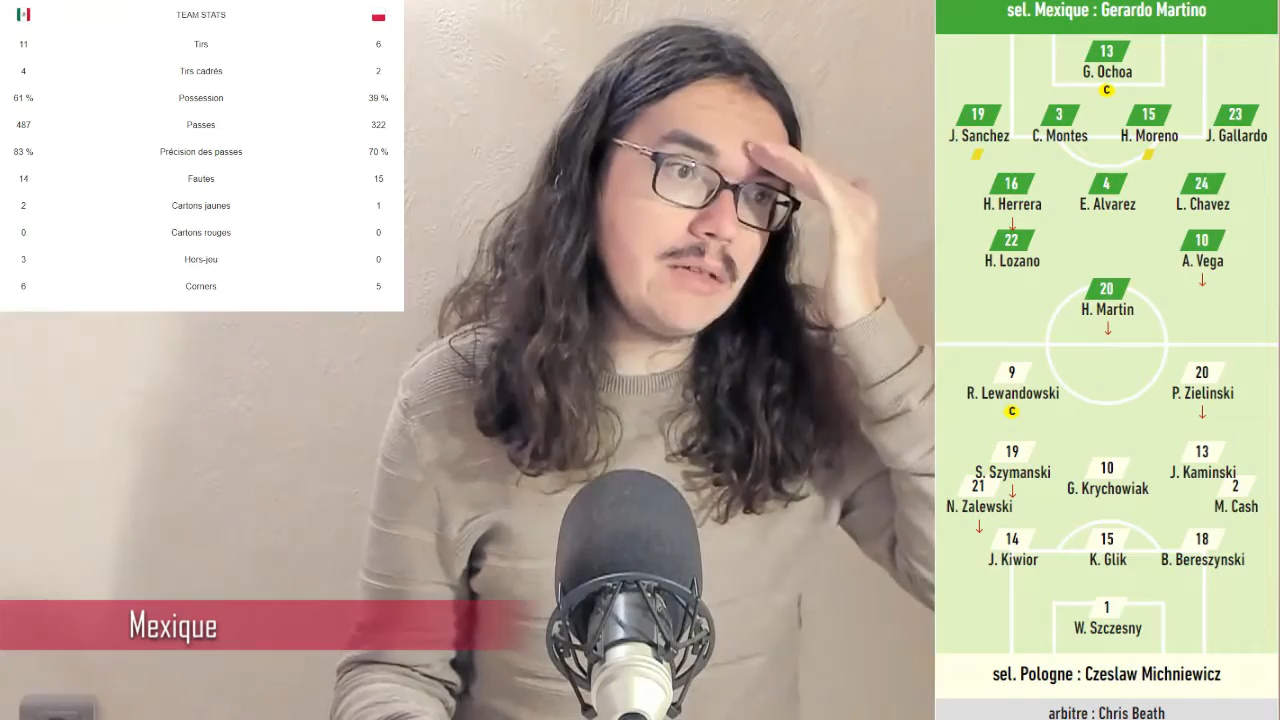 TEAM STATS
11 Tirs 6
4 Tirs cadrés 2
61 % Possession 39 %
487 Passes 322
83 % Précision des passes 70 %
14 Fautes 15
2 Cartons jaunes 1
0 Cartons rouges 0
3 Hors-jeu 0
6 Corners 5
Mexique
sel. Mexique : Gerardo Martino
13
G. Ochoa
C
19 3 15 23
J. Sanchez C. Montes H. Moreno J. Gallardo
16 4 24
H. Herrera E. Alvarez L. Chavez
22 10
H. Lozano A. Vega
20
H. Martin
9 20
R. Lewandowski P. Zielinski
C
19 10 13
S. Szymanski G. Krychowiak J. Kaminski
21 2
N. Zalewski M. Cash
14 15 18
J. Kiwior K. Glik B. Bereszynski
1
W. Szczesny
sel. Pologne : Czeslaw Michniewicz
arbitre : Chris Beath